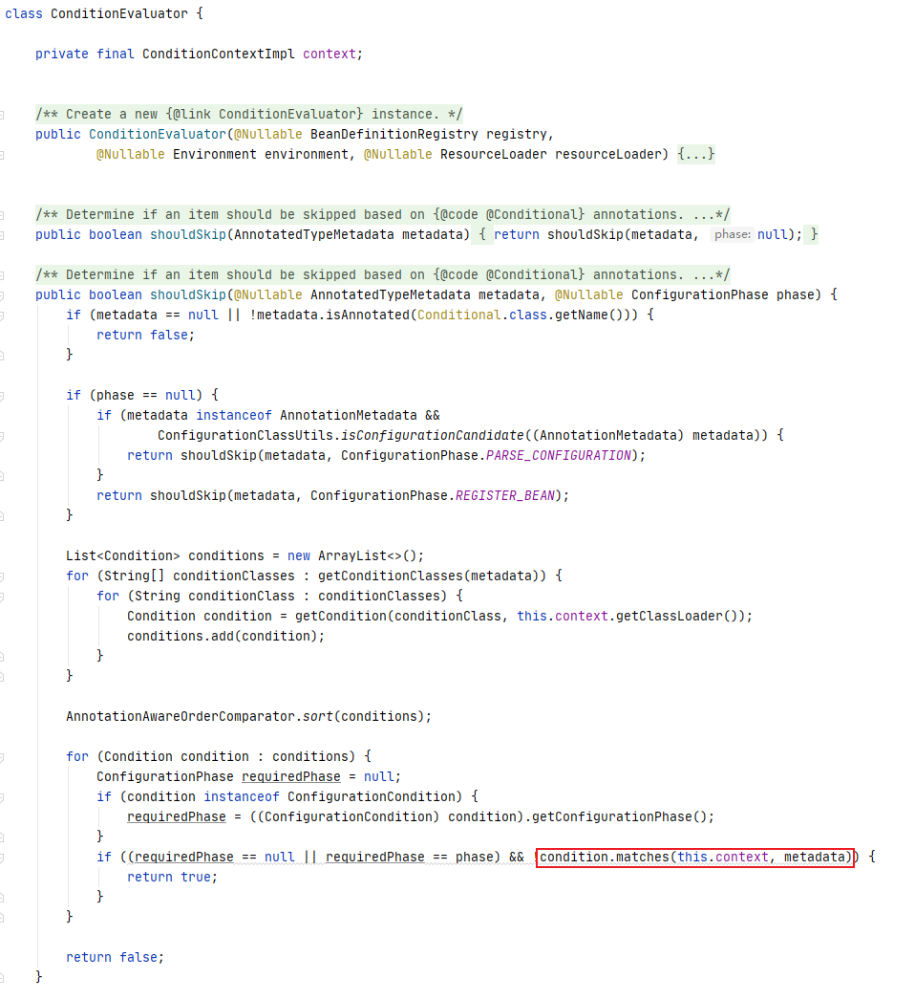 class ConditionEvaluator {
private final ConditionContextImpl context;
/** Create a new {@link ConditionEvaluator} instance. */
public ConditionEvaluator(@Nullable BeanDefinitionRegistry registry,
@Nullable Environment environment, @Nullable ResourceLoader resourceLoader) {...}
/** Determine if an item should be skipped based on {@code @Conditional} annotations. ...*/
public boolean shouldSkip(AnnotatedTypeMetadata metadata) { return shouldSkip(metadata, phase: null); }
/** Determine if an item should be skipped based on {@code @Conditional} annotations. ...*/
public boolean shouldSkip(@Nullable AnnotatedTypeMetadata metadata, @Nullable ConfigurationPhase phase) {
if (metadata == null || !metadata.isAnnotated(Conditional.class.getName())) {
return false;
}
if (phase == null) {
if (metadata instanceof AnnotationMetadata &&
ConfigurationClassUtils.isConfigurationCandidate((AnnotationMetadata) metadata)) {
return shouldSkip(metadata, ConfigurationPhase.PARSE_CONFIGURATION);
}
return shouldSkip(metadata, ConfigurationPhase.REGISTER_BEAN);
}
List<Condition> conditions = new ArrayList<>();
for (String[] conditionClasses : getConditionClasses(metadata)) {
for (String conditionClass : conditionClasses) {
Condition condition = getCondition(conditionClass, this.context.getClassLoader());
conditions.add(condition);
}
}
AnnotationAwareOrderComparator.sort(conditions);
for (Condition condition : conditions) {
ConfigurationPhase requiredPhase = null;
if (condition instanceof ConfigurationCondition) {
requiredPhase = ((ConfigurationCondition) condition).getConfigurationPhase();
}
if ((requiredPhase == null || requiredPhase == phase) && !condition.matches(this.context, metadata)) {
return true;
}
}
return false;
}